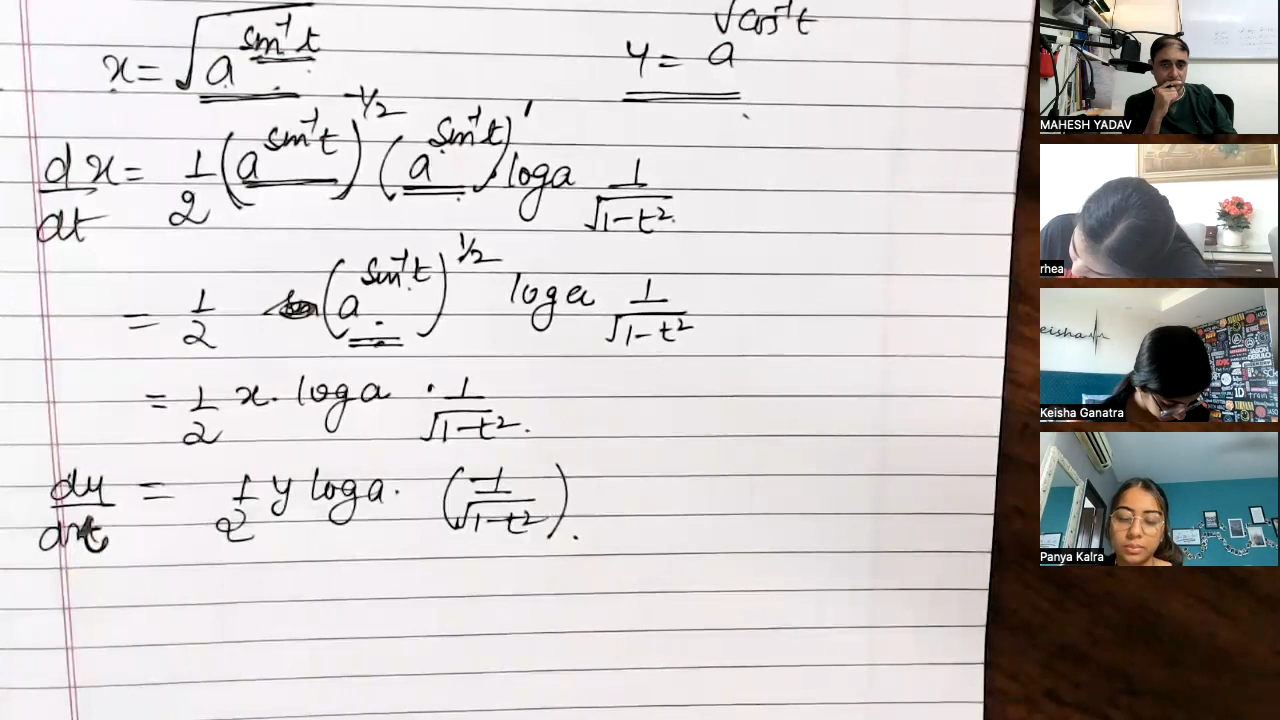 x = √(a^(sin⁻¹t))    y = a^(√cos⁻¹t)
dx/dt = 1/2 (a^(sin⁻¹t))^(-1/2) (a^(sin⁻¹t))' log a 1/√(1-t²)
= 1/2 (a^(sin⁻¹t))^(1/2) log a 1/√(1-t²)
= 1/2 x · log a · 1/√(1-t²)
dy/dt = 1/2 y log a · (-1/√(1-t²)).
MAHESH YADAV
rhea
eisha
Keisha Ganatra
Panya Kalra